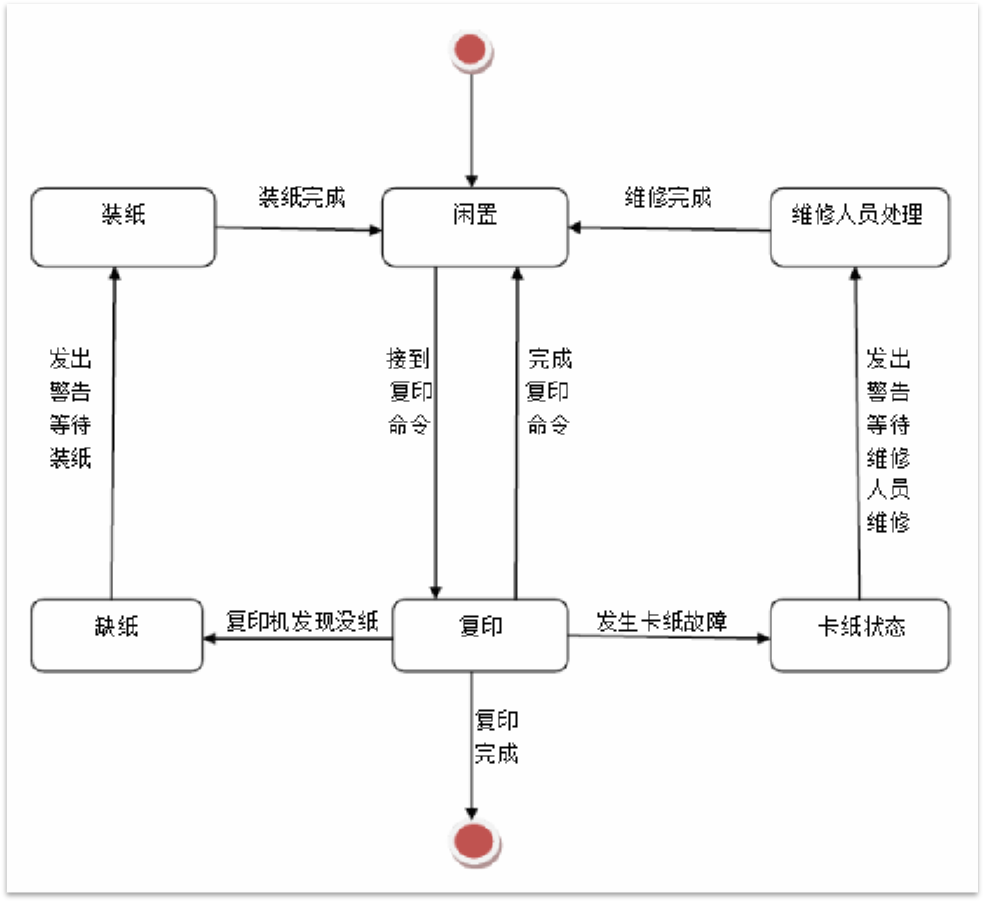 装纸
装纸完成
闲置
维修完成
维修人员处理
发出
警告
等待
装纸
接到
复印
命令
完成
复印
命令
发出
警告
等待
维修
人员
维修
缺纸
复印机发现没纸
复印
发生卡纸故障
卡纸状态
复印
完成